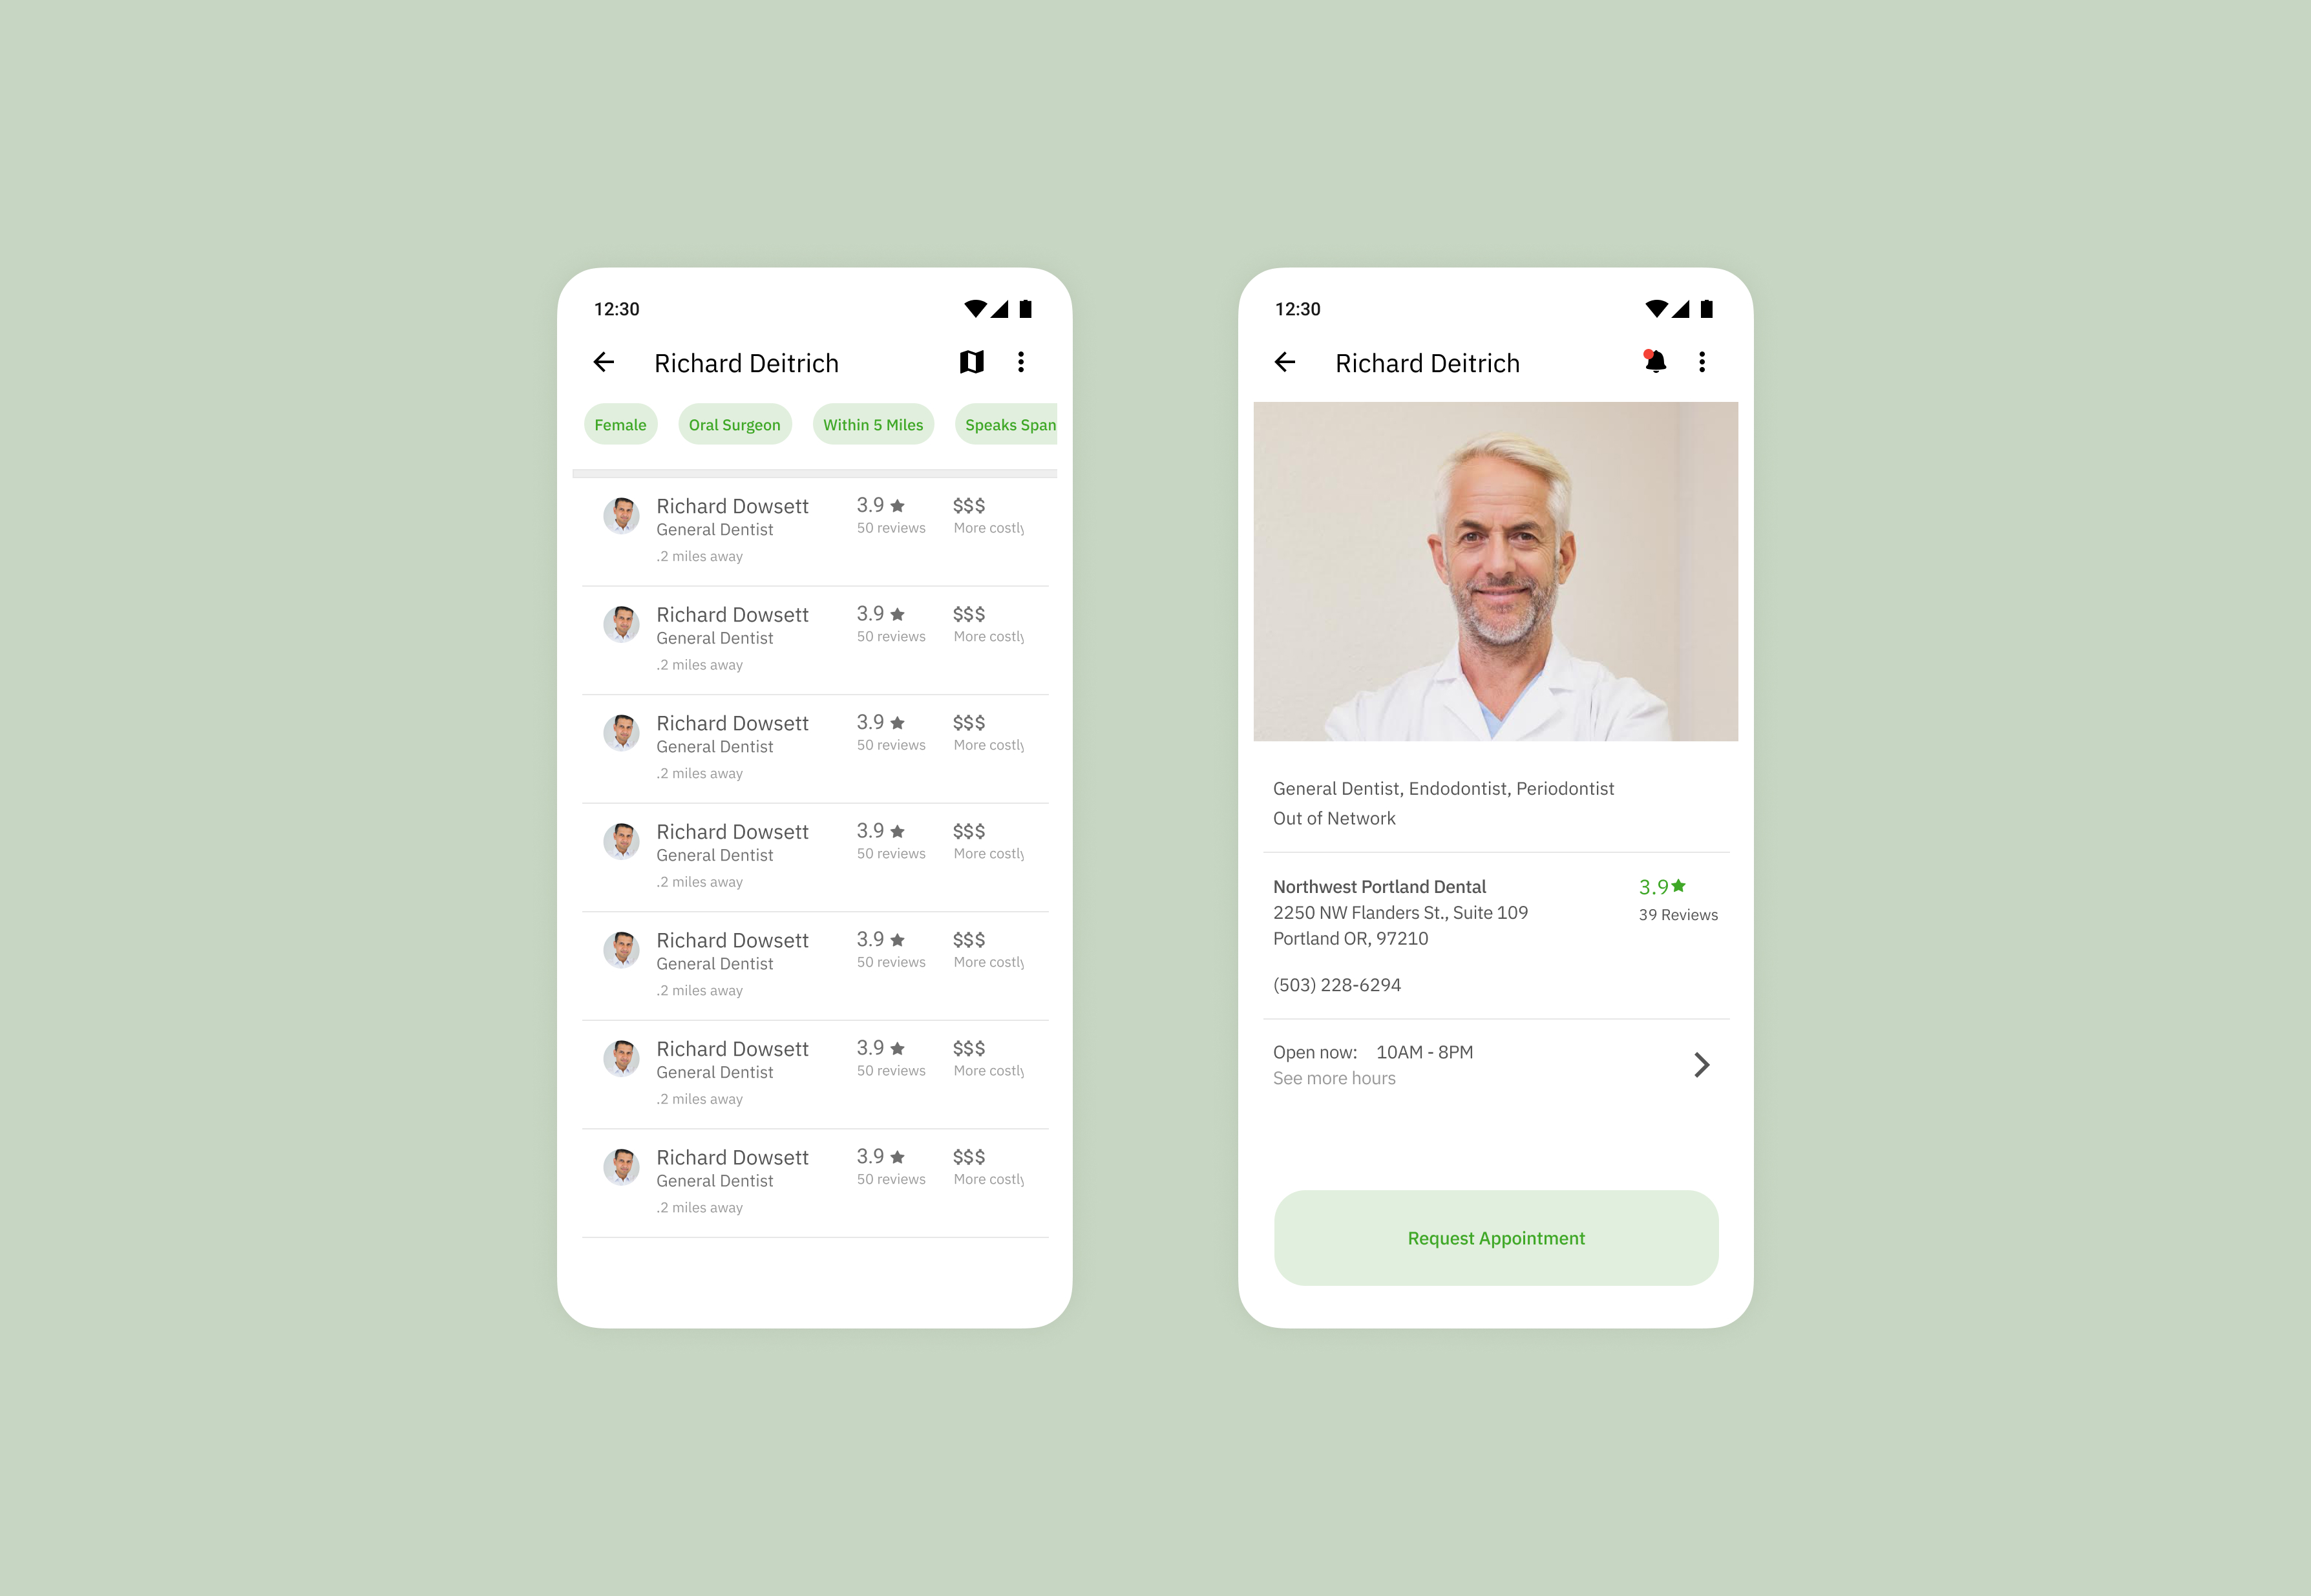 12:30
Richard Deitrich
Female
Oral Surgeon
Within 5 Miles
Speaks Span
Richard Dowsett
3.9
$$$
General Dentist
50 reviews
More costly
.2 miles away
Richard Dowsett
3.9
$$$
General Dentist
50 reviews
More costly
.2 miles away
Richard Dowsett
3.9
$$$
General Dentist
50 reviews
More costly
.2 miles away
Richard Dowsett
3.9
$$$
General Dentist
50 reviews
More costly
.2 miles away
Richard Dowsett
3.9
$$$
General Dentist
50 reviews
More costly
.2 miles away
Richard Dowsett
3.9
$$$
General Dentist
50 reviews
More costly
.2 miles away
Richard Dowsett
3.9
$$$
General Dentist
50 reviews
More costly
.2 miles away
12:30
Richard Deitrich
General Dentist, Endodontist, Periodontist
Out of Network
Northwest Portland Dental
3.9
2250 NW Flanders St., Suite 109
39 Reviews
Portland OR, 97210
(503) 228-6294
Open now: 10AM - 8PM
See more hours
Request Appointment